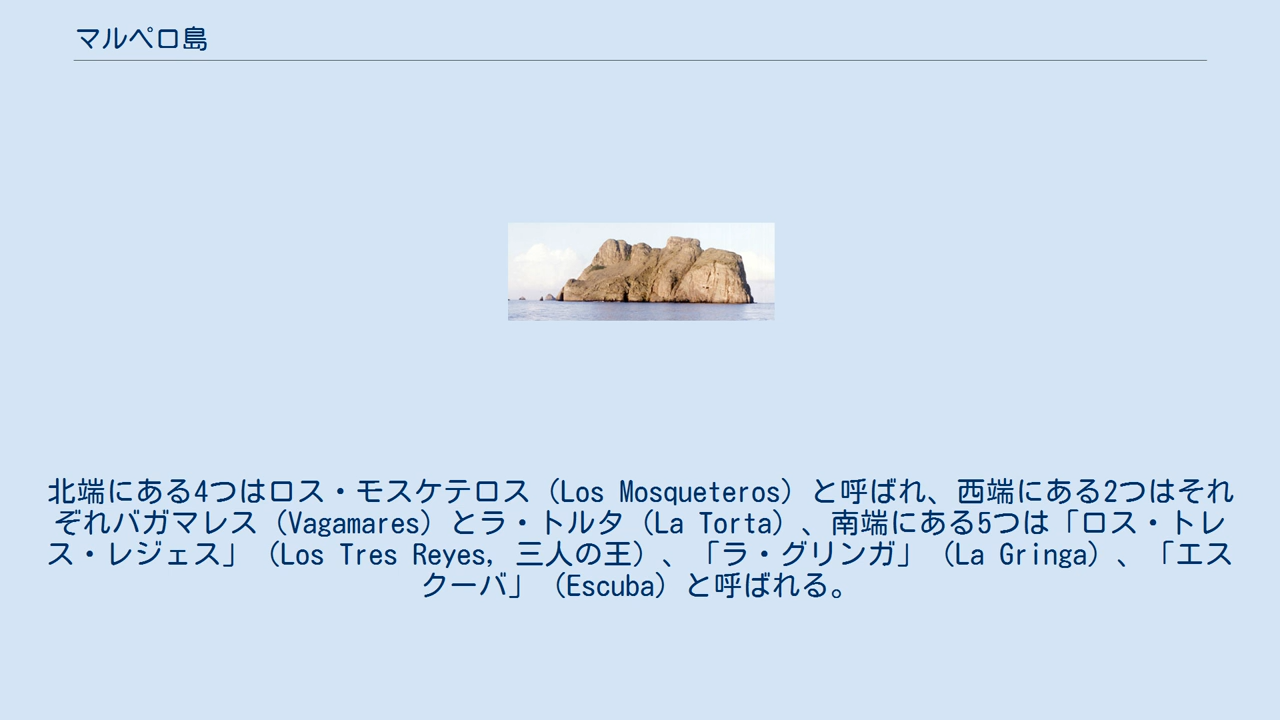 マルペロ島
北端にある4つはロス・モスケテロス（Los Mosqueteros）と呼ばれ、西端にある2つはそれ
ぞれバガマレス（Vagamares）とラ・トルタ（La Torta）、南端にある5つは「ロス・トレ
ス・レジェス」（Los Tres Reyes, 三人の王）、「ラ・グリンガ」（La Gringa）、「エス
クーバ」（Escuba）と呼ばれる。